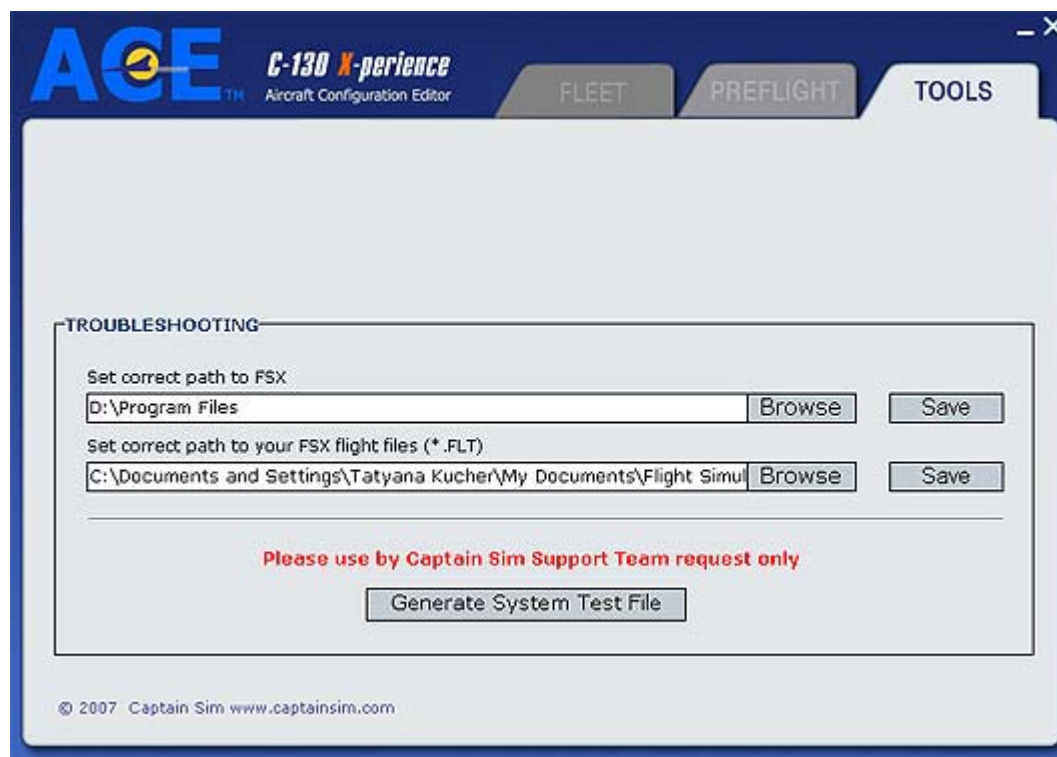 ACE TM
C-130 X-perience
Aircraft Configuration Editor
FLEET
PREFLIGHT
TOOLS
TROUBLESHOOTING
Set correct path to FSX
D:\Program Files
Browse
Save
Set correct path to your FSX flight files (*.FLT)
C:\Documents and Settings\Tatyana Kucher\My Documents\Flight Simul
Browse
Save
Please use by Captain Sim Support Team request only
Generate System Test File
© 2007 Captain Sim www.captainsim.com